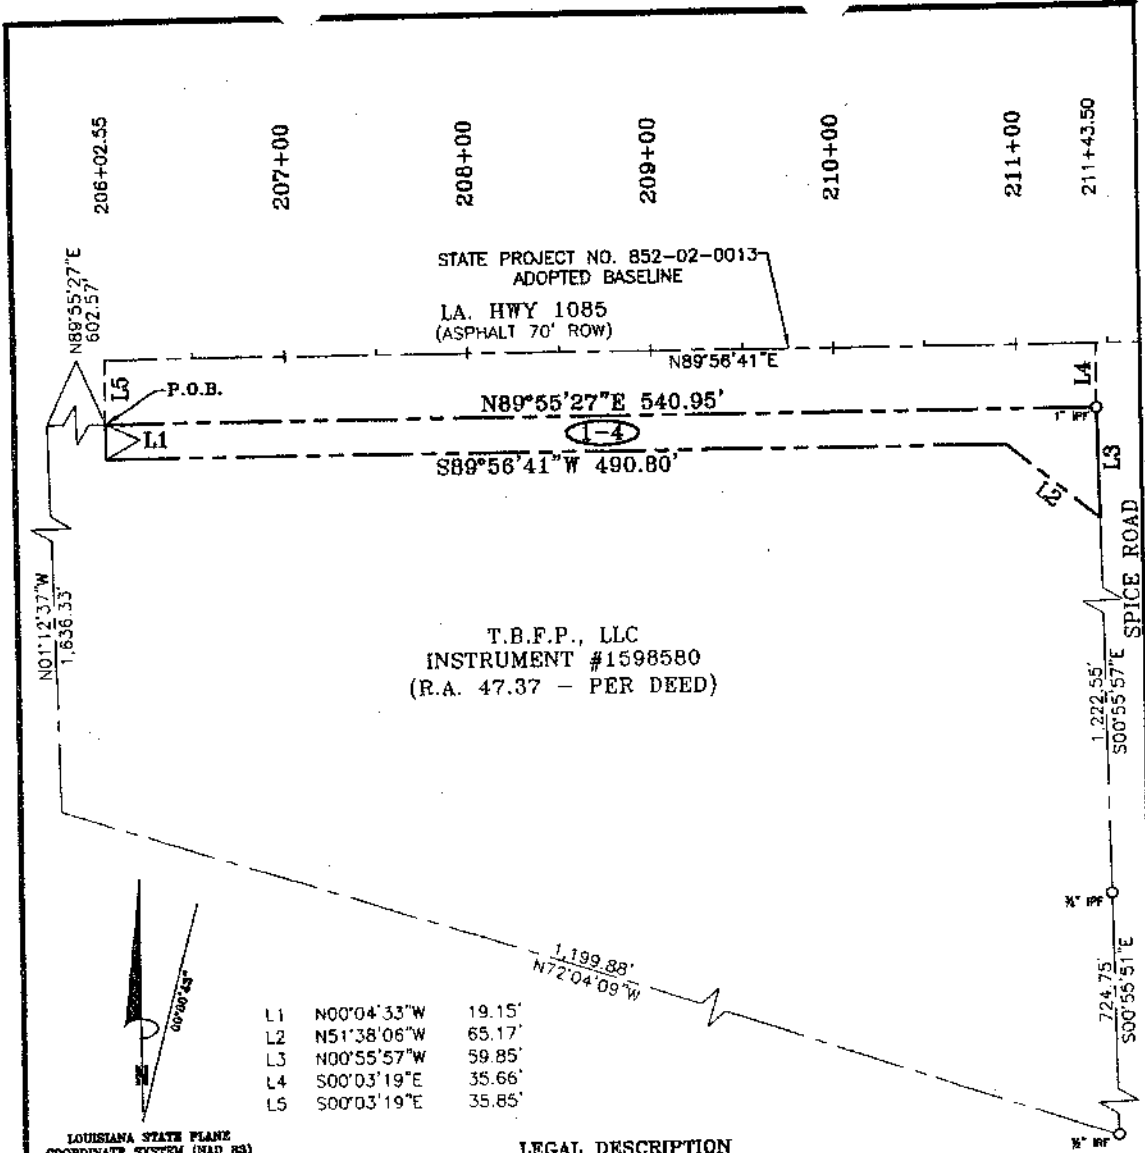 206+02.55
207+00
208+00
209+00
210+00
211+00
211+43.50
N89°55'27"E
602.57'
STATE PROJECT NO. 852-02-0013
ADOPTED BASELINE
LA. HWY 1085
(ASPHALT 70' ROW)
N89°56'41"E
L5
P.O.B.
L4
N89°55'27"E 540.95'
1" IPF
L1
1-4
S89°56'41"W 490.80'
L2
L3
SPICE ROAD
N01°12'37"W
1,636.33'
T.B.F.P., LLC
INSTRUMENT #1598580
(R.A. 47.37 - PER DEED)
1,222.55'
S00°55'57"E
IPF
1,199.88'
N72°04'09"W
724.75'
S00°55'51"E
00°00'43"
L1 N00°04'33"W 19.15'
L2 N51°38'06"W 65.17'
L3 N00°55'57"W 59.85'
L4 S00°03'19"E 35.66'
L5 S00°03'19"E 35.85'
LOUISIANA STATE PLANE
COORDINATE SYSTEM (NAD 83)
LEGAL DESCRIPTION
IRF